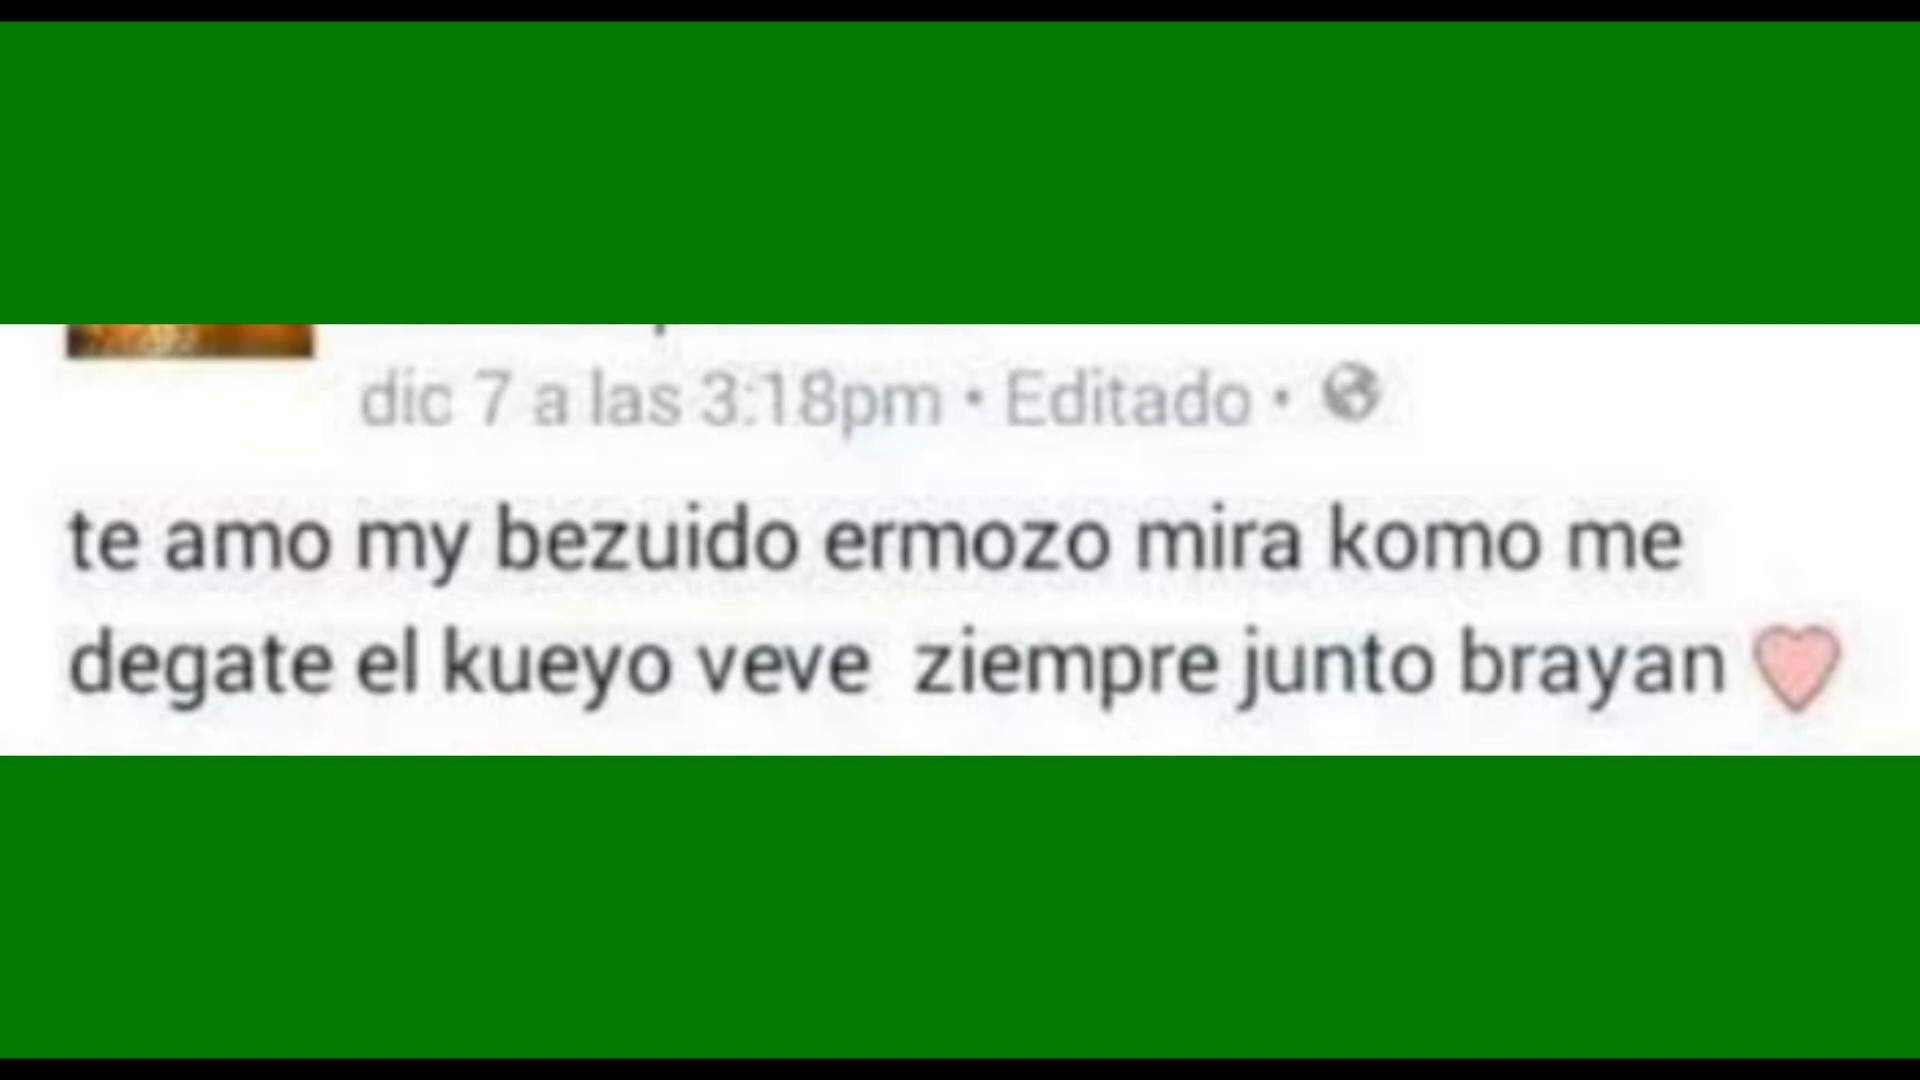 dic 7 a las 3:18pm • Editado •
te amo my bezuido ermozo mira komo me
degate el kueyo veve ziempre junto brayan ♥